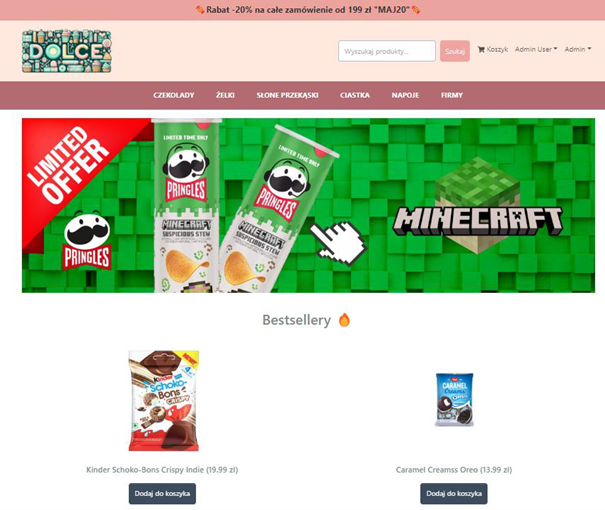 Rabat -20% na całe zamówienie od 199 zł "MAJ20"
DOLCE
Wyszukaj produkty...
Szukaj
Koszyk
Admin User
Admin
CZEKOLADY
ŻELKI
SŁONE PRZEKĄSKI
CIASTKA
NAPOJE
FIRMY
LIMITED
OFFER
PRINGLES
LIMITED TIME ONLY
PRINGLES
MINECRAFT
SUSPICIOUS STEW
LIMITED TIME ONLY
PRINGLES
MINECRAFT
SUSPICIOUS STEW
MINECRAFT
Bestsellery
Kinder
Schoko-
Bons
CRISPY
CARAMEL
Kinder Schoko-Bons Crispy Indie (19.99 zł)
Caramel Creamss Oreo (13.99 zł)
Dodaj do koszyka
Dodaj do koszyka